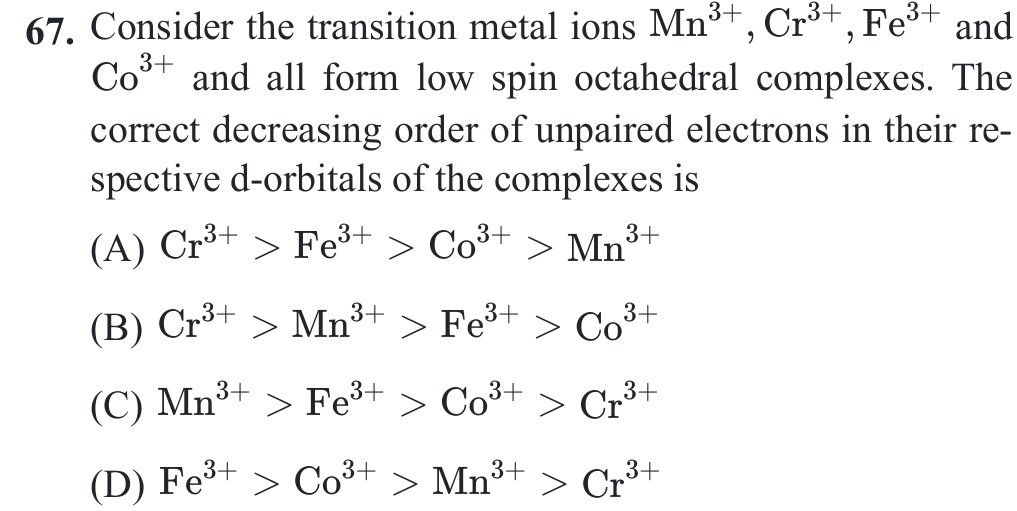 67. Consider the transition metal ions Mn³⁺, Cr³⁺, Fe³⁺ and
Co³⁺ and all form low spin octahedral complexes. The
correct decreasing order of unpaired electrons in their re-
spective d-orbitals of the complexes is
(A) Cr³⁺ > Fe³⁺ > Co³⁺ > Mn³⁺
(B) Cr³⁺ > Mn³⁺ > Fe³⁺ > Co³⁺
(C) Mn³⁺ > Fe³⁺ > Co³⁺ > Cr³⁺
(D) Fe³⁺ > Co³⁺ > Mn³⁺ > Cr³⁺